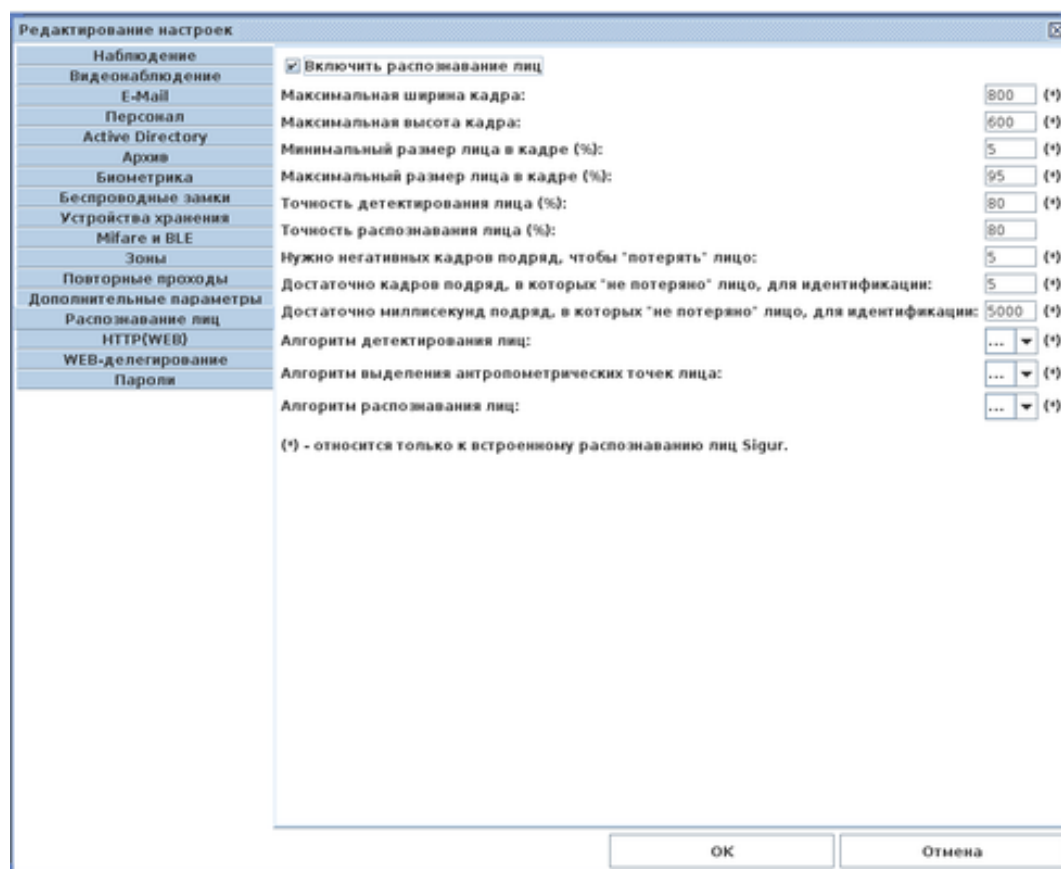 Редактирование настроек
Наблюдение
Видеонаблюдение
E-Mail
Персонал
Active Directory
Архив
Биометрика
Беспроводные замки
Устройства хранения
Mifare и BLE
Зоны
Повторные проходы
Дополнительные параметры
Распознавание лиц
HTTP(WEB)
WEB-делегирование
Пароли
Включить распознавание лиц
Максимальная ширина кадра: 800 (*)
Максимальная высота кадра: 600 (*)
Минимальный размер лица в кадре (%): 5 (*)
Максимальный размер лица в кадре (%): 95 (*)
Точность детектирования лица (%): 80 (*)
Точность распознавания лица (%): 80
Нужно негативных кадров подряд, чтобы "потерять" лицо: 5 (*)
Достаточно кадров подряд, в которых "не потеряно" лицо, для идентификации: 5 (*)
Достаточно миллисекунд подряд, в которых "не потеряно" лицо, для идентификации: 5000 (*)
Алгоритм детектирования лиц: ... (*)
Алгоритм выделения антропометрических точек лица: ... (*)
Алгоритм распознавания лиц: ... (*)
(*) - относится только к встроенному распознаванию лиц Sigur.
OK
Отмена